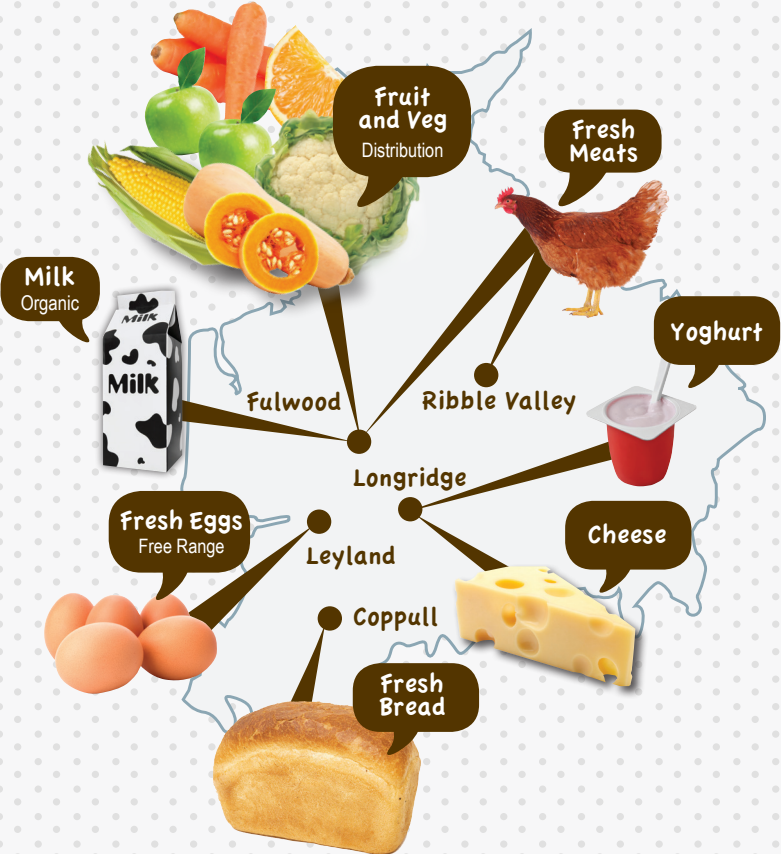 Fruit
and Veg
Distribution
Fresh
Meats
Milk
Organic
Milk
Milk
Yoghurt
Fulwood
Ribble Valley
Longridge
Fresh Eggs
Free Range
Cheese
Leyland
Coppull
Fresh
Bread